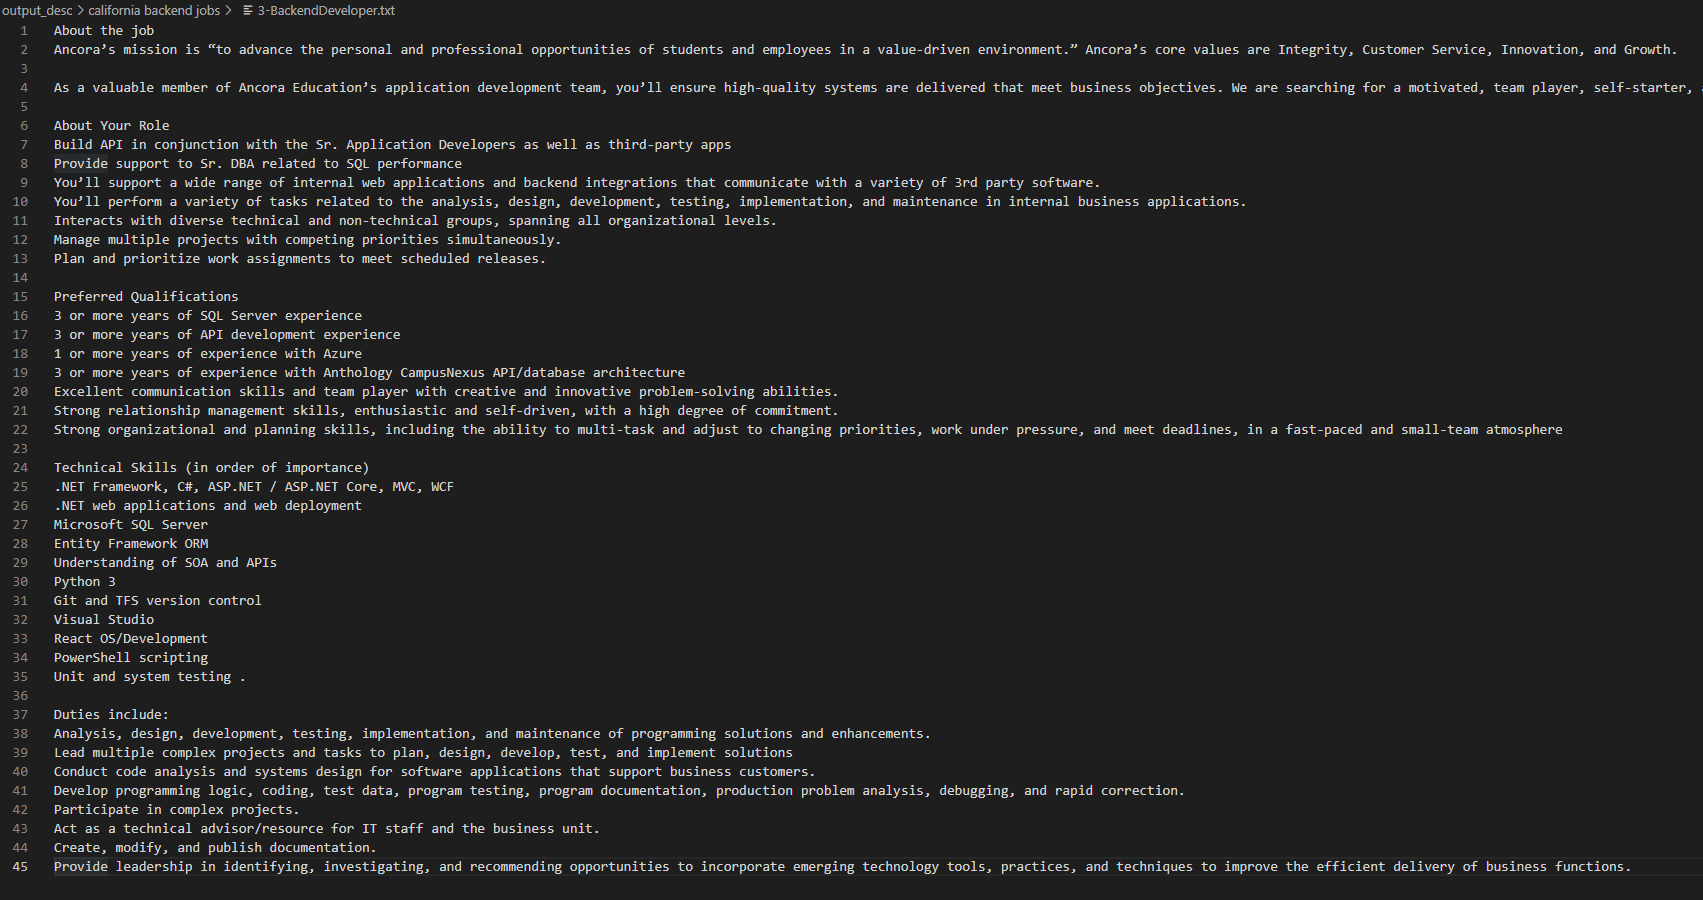 output_desc > california backend jobs > 3-BackendDeveloper.txt
1 About the job
2 Ancora’s mission is “to advance the personal and professional opportunities of students and employees in a value-driven environment.” Ancora’s core values are Integrity, Customer Service, Innovation, and Growth.
3
4 As a valuable member of Ancora Education’s application development team, you’ll ensure high-quality systems are delivered that meet business objectives. We are searching for a motivated, team player, self-starter,
5
6 About Your Role
7 Build API in conjunction with the Sr. Application Developers as well as third-party apps
8 Provide support to Sr. DBA related to SQL performance
9 You’ll support a wide range of internal web applications and backend integrations that communicate with a variety of 3rd party software.
10 You’ll perform a variety of tasks related to the analysis, design, development, testing, implementation, and maintenance in internal business applications.
11 Interacts with diverse technical and non-technical groups, spanning all organizational levels.
12 Manage multiple projects with competing priorities simultaneously.
13 Plan and prioritize work assignments to meet scheduled releases.
14
15 Preferred Qualifications
16 3 or more years of SQL Server experience
17 3 or more years of API development experience
18 1 or more years of experience with Azure
19 3 or more years of experience with Anthology CampusNexus API/database architecture
20 Excellent communication skills and team player with creative and innovative problem-solving abilities.
21 Strong relationship management skills, enthusiastic and self-driven, with a high degree of commitment.
22 Strong organizational and planning skills, including the ability to multi-task and adjust to changing priorities, work under pressure, and meet deadlines, in a fast-paced and small-team atmosphere
23
24 Technical Skills (in order of importance)
25 .NET Framework, C#, ASP.NET / ASP.NET Core, MVC, WCF
26 .NET web applications and web deployment
27 Microsoft SQL Server
28 Entity Framework ORM
29 Understanding of SOA and APIs
30 Python 3
31 Git and TFS version control
32 Visual Studio
33 React OS/Development
34 PowerShell scripting
35 Unit and system testing .
36
37 Duties include:
38 Analysis, design, development, testing, implementation, and maintenance of programming solutions and enhancements.
39 Lead multiple complex projects and tasks to plan, design, develop, test, and implement solutions
40 Conduct code analysis and systems design for software applications that support business customers.
41 Develop programming logic, coding, test data, program testing, program documentation, production problem analysis, debugging, and rapid correction.
42 Participate in complex projects.
43 Act as a technical advisor/resource for IT staff and the business unit.
44 Create, modify, and publish documentation.
45 Provide leadership in identifying, investigating, and recommending opportunities to incorporate emerging technology tools, practices, and techniques to improve the efficient delivery of business functions.